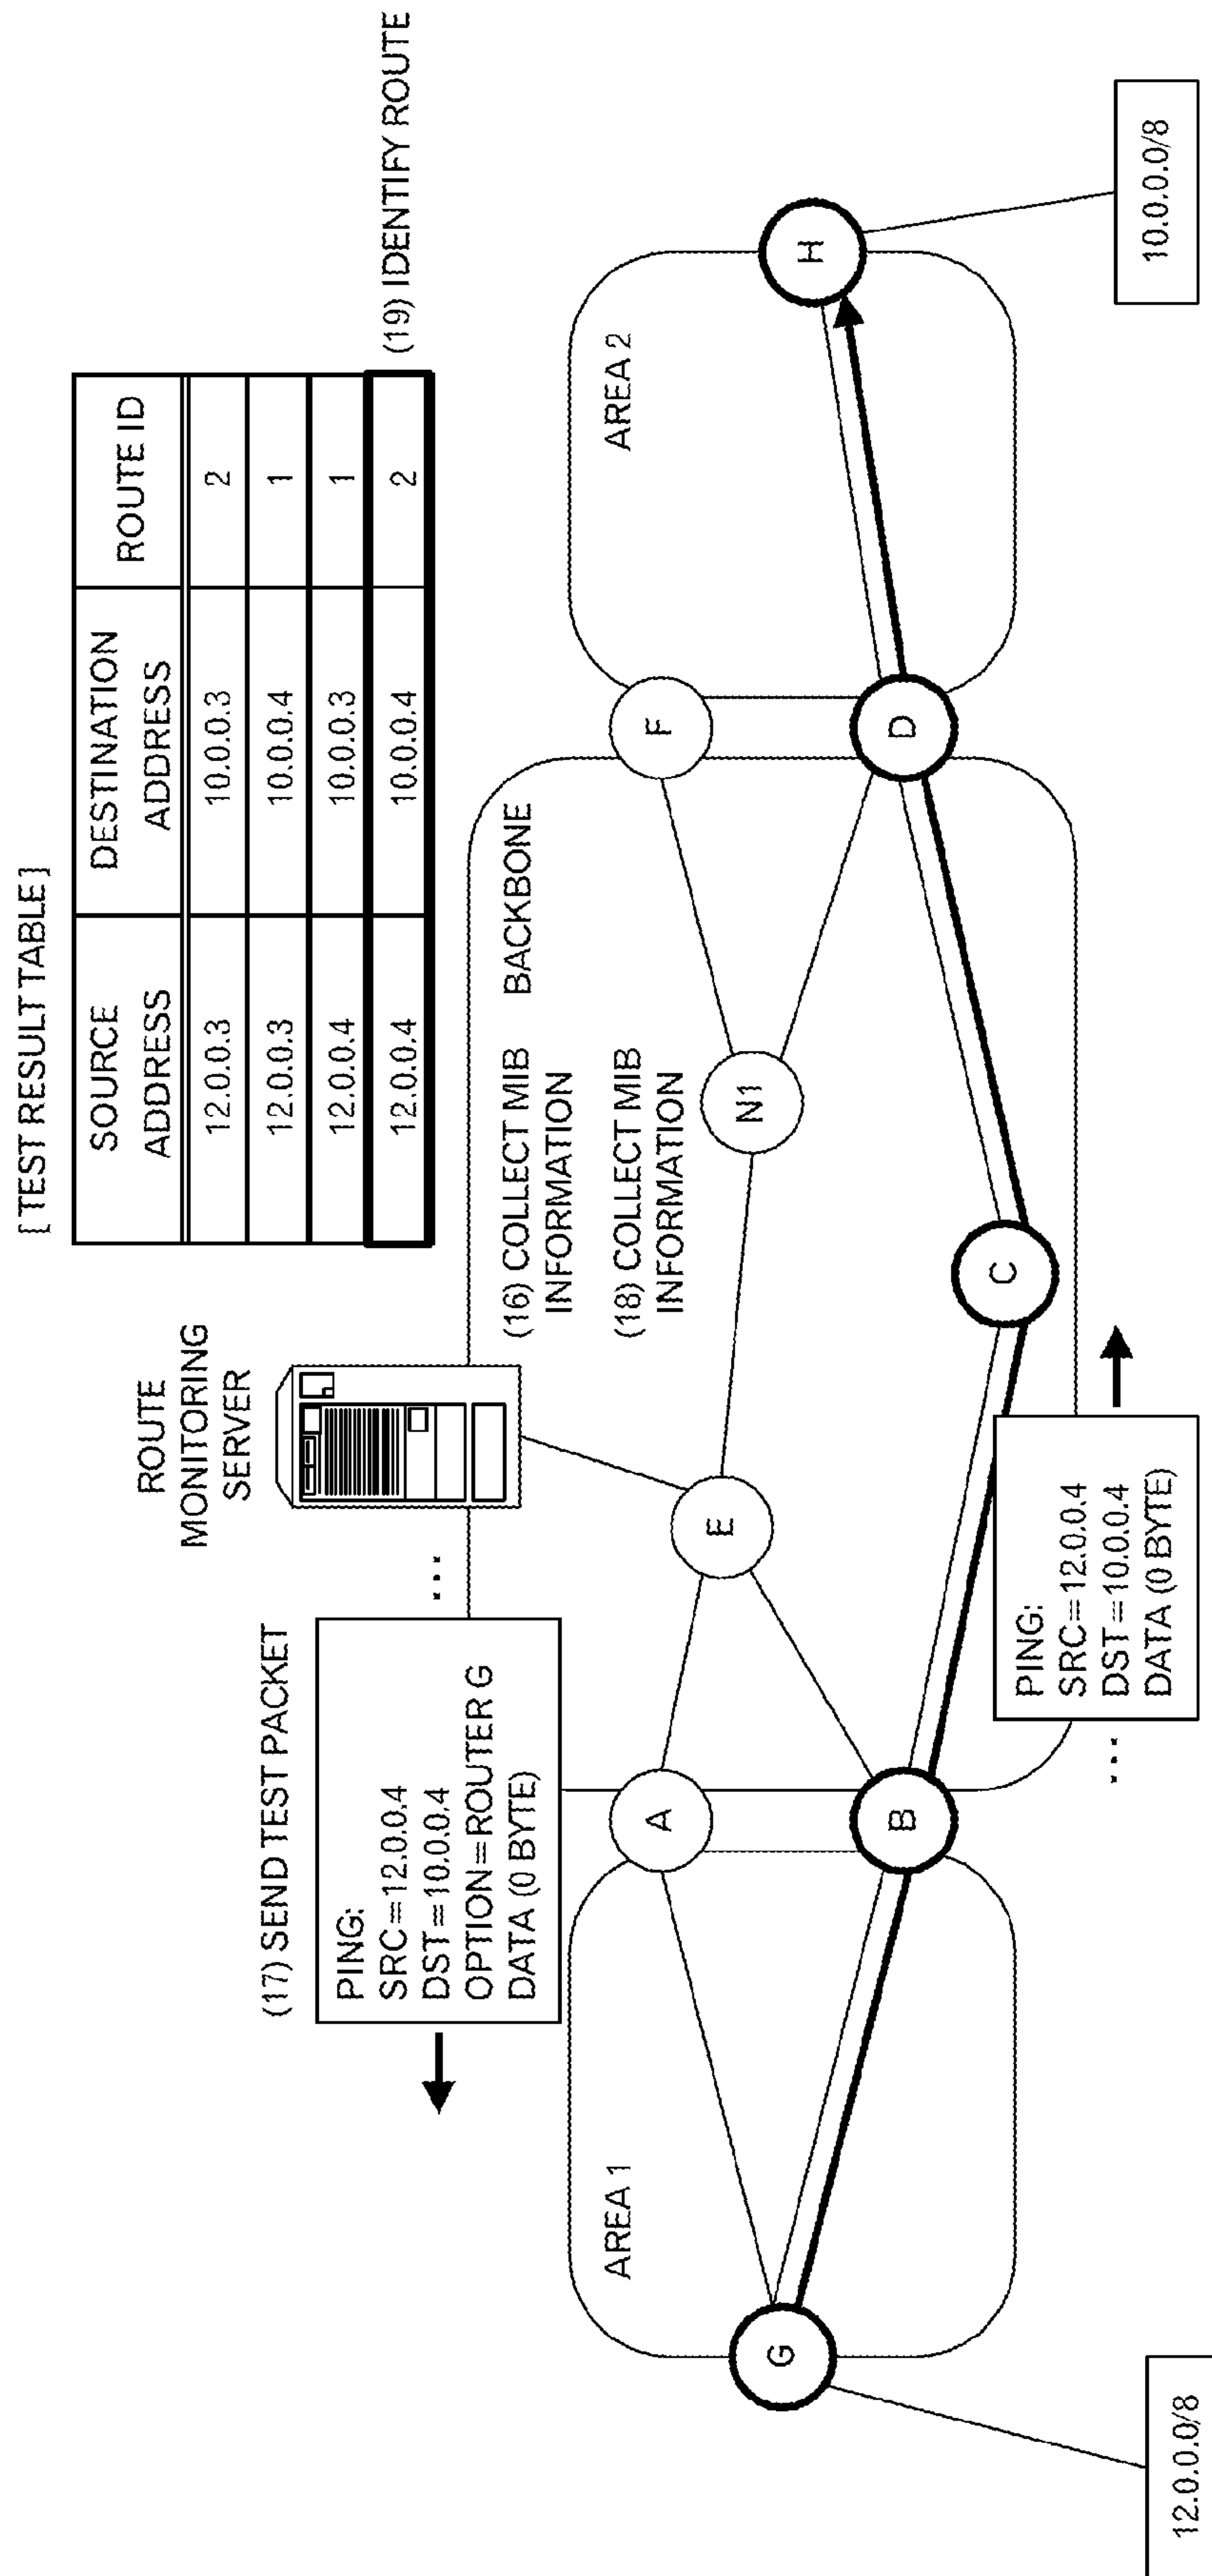 [ TEST RESULT TABLE ]
SOURCE ADDRESS DESTINATION ADDRESS ROUTE ID
12.0.0.3 10.0.0.3 2
12.0.0.3 10.0.0.4 1
12.0.0.4 10.0.0.3 1
12.0.0.4 10.0.0.4 2
(19) IDENTIFY ROUTE
ROUTE
MONITORING
SERVER
(17) SEND TEST PACKET
PING:
SRC=12.0.0.4
DST=10.0.0.4
OPTION=ROUTER G
DATA (0 BYTE)
...
(16) COLLECT MIB
INFORMATION
BACKBONE
(18) COLLECT MIB
INFORMATION
AREA 1
AREA 2
A
E
N1
F
G
B
C
D
H
PING:
SRC=12.0.0.4
DST=10.0.0.4
DATA (0 BYTE)
...
12.0.0.0/8
10.0.0.0/8